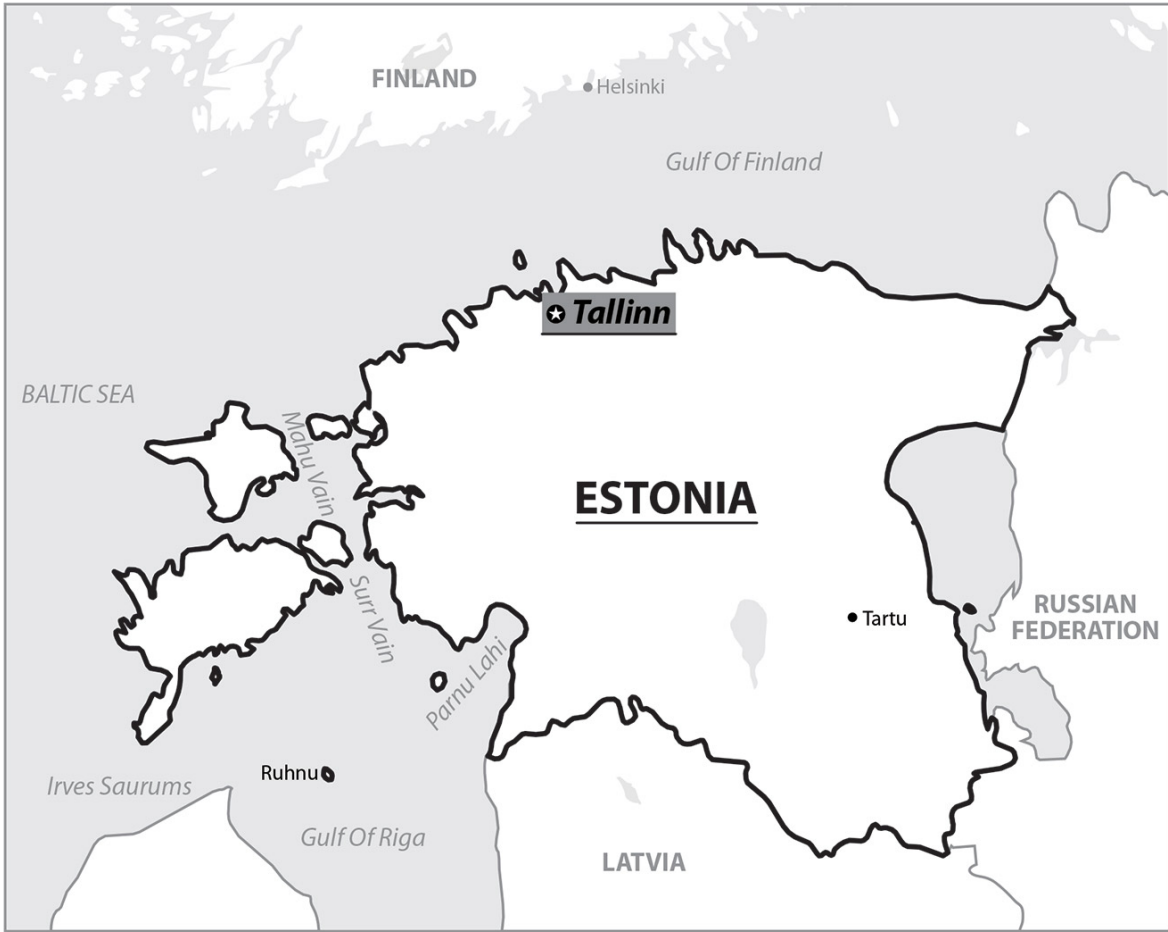 FINLAND
Helsinki
Gulf Of Finland
Tallinn
BALTIC SEA
Mahu Vain
ESTONIA
Surr Vain
Tartu
RUSSIAN
FEDERATION
Parnu Lahi
Ruhnu
Irves Saurums
Gulf Of Riga
LATVIA